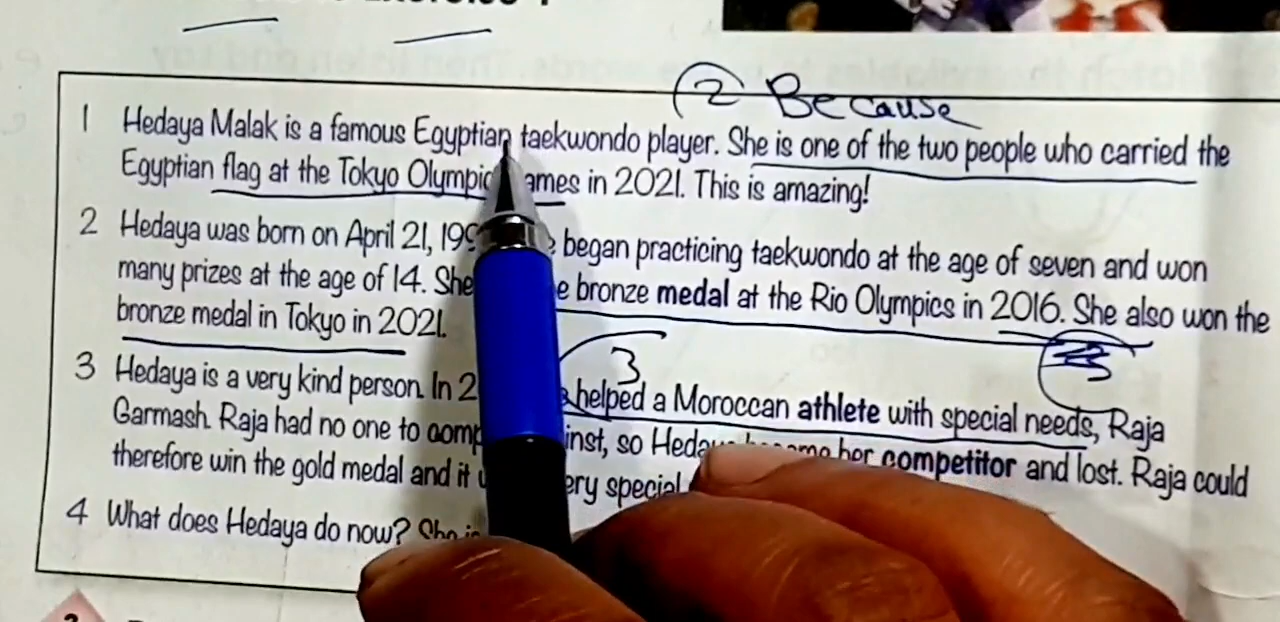 2 Because
1 Hedaya Malak is a famous Egyptian taekwondo player. She is one of the two people who carried the
Egyptian flag at the Tokyo Olympic ames in 2021. This is amazing!
2 Hedaya was born on April 21, 199 began practicing taekwondo at the age of seven and won
many prizes at the age of 14. She e bronze medal at the Rio Olympics in 2016. She also won the
bronze medal in Tokyo in 2021.
3
3
3 Hedaya is a very kind person. In 2 helped a Moroccan athlete with special needs, Raja
Garmash. Raja had no one to comp inst, so Hedaya became her competitor and lost. Raja could
therefore win the gold medal and it ery special
4 What does Hedaya do now? She is